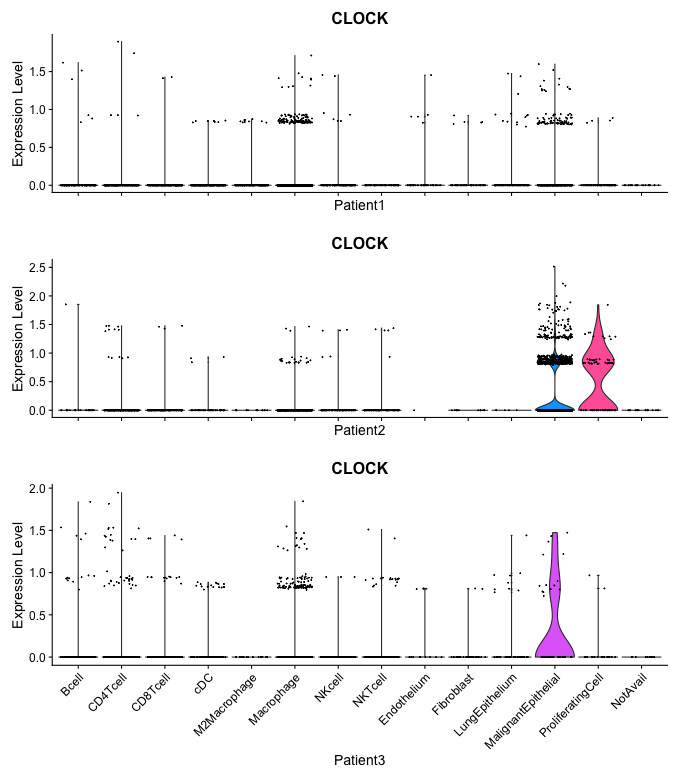 CLOCK
Expression Level
1.5
1.0
0.5
0.0
Patient1
CLOCK
Expression Level
2.5
2.0
1.5
1.0
0.5
0.0
Patient2
CLOCK
Expression Level
2.0
1.5
1.0
0.5
0.0
Bcell
CD4Tcell
CD8Tcell
cDC
M2Macrophage
Macrophage
NKcell
NKTcell
Endothelium
Fibroblast
LungEpithelium
MalignantEpithelial
ProliferatingCell
NotAvail
Patient3